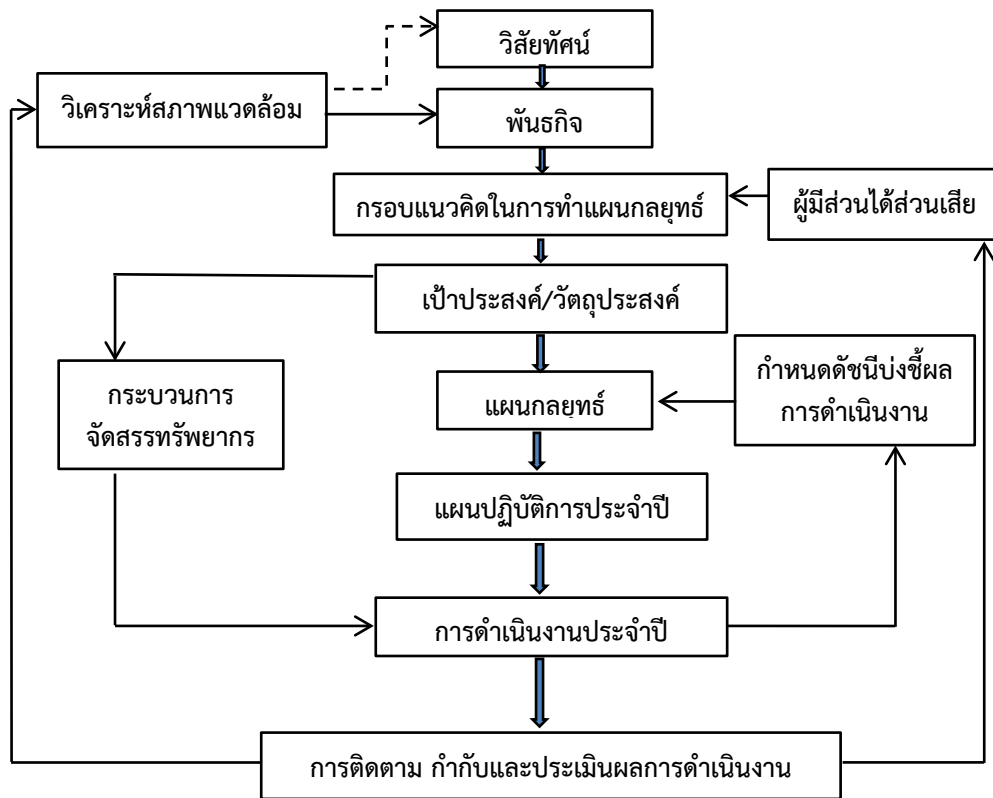 วิสัยทัศน์
วิเคราะห์สภาพแวดล้อม
พันธกิจ
กรอบแนวคิดในการทำแผนกลยุทธ์
ผู้มีส่วนได้ส่วนเสีย
เป้าประสงค์/วัตถุประสงค์
กระบวนการ
จัดสรรทรัพยากร
แผนกลยุทธ์
กำหนดดัชนีบ่งชี้ผล
การดำเนินงาน
แผนปฏิบัติการประจำปี
การดำเนินงานประจำปี
การติดตาม กำกับและประเมินผลการดำเนินงาน